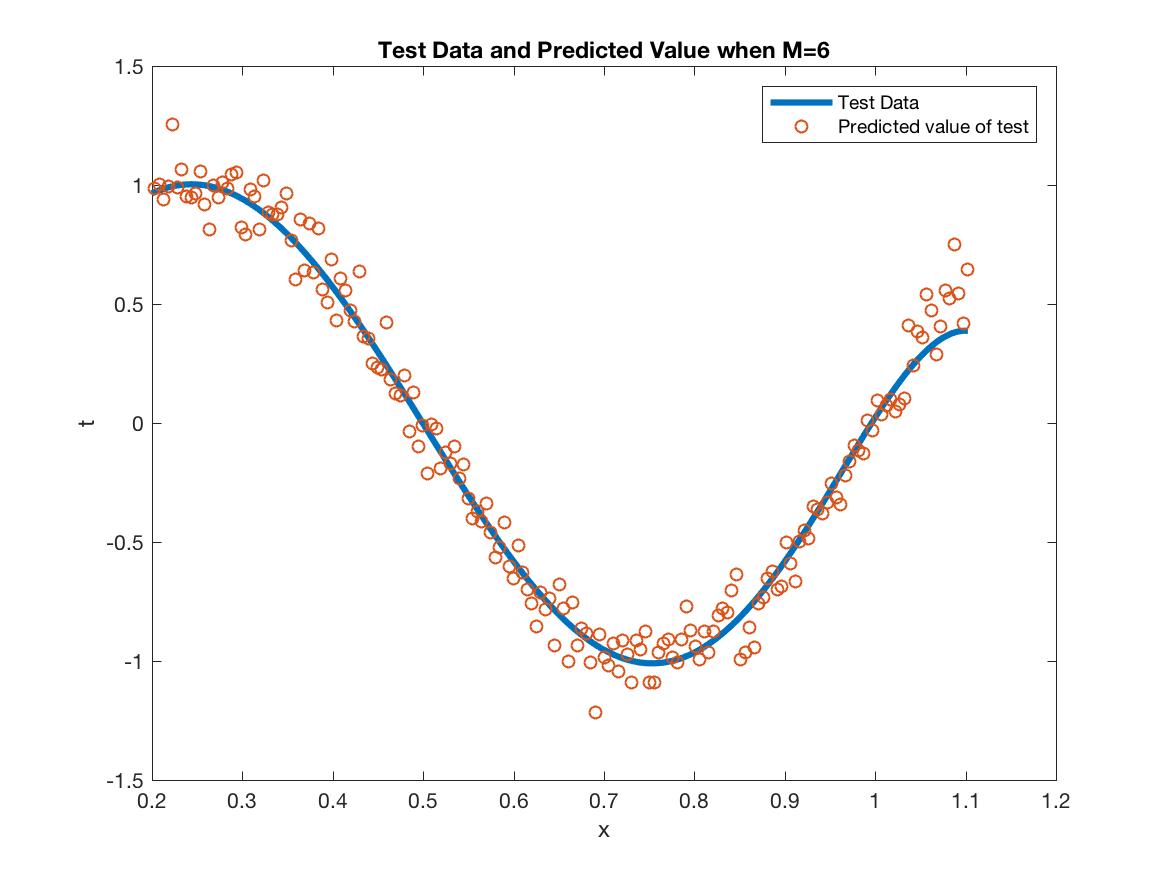 Test Data and Predicted Value when M=6
1.5
Test Data
Predicted value of test
1
0.5
t
0
-0.5
-1
-1.5
0.2 0.3 0.4 0.5 0.6 0.7 0.8 0.9 1 1.1 1.2
x